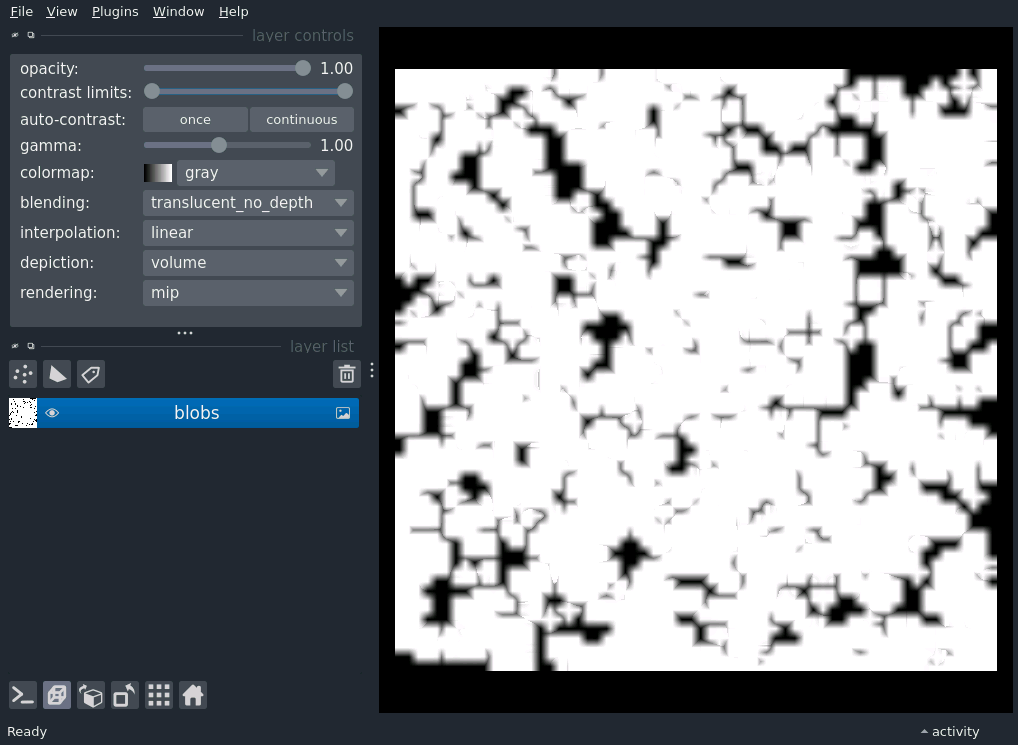 File View Plugins Window Help
layer controls
opacity: 1.00
contrast limits:
auto-contrast: once continuous
gamma: 1.00
colormap: gray
blending: translucent_no_depth
interpolation: linear
depiction: volume
rendering: mip
layer list
blobs
Ready activity